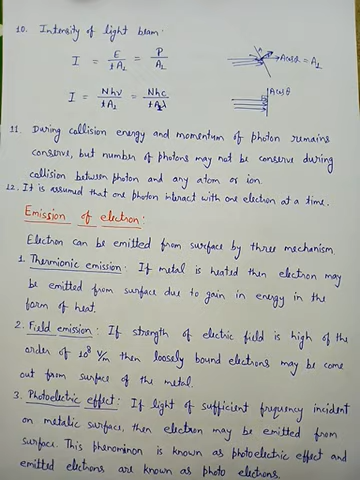 10. Intensity of light beam:
I = E/tA⊥ = P/A⊥
A cosθ = A⊥
I = Nhν/tA⊥ = Nhc/tA⊥λ
A cosθ
11. During collision energy and momentum of photon remains
conserve, but number of photons may not be conserve during
collision between photon and any atom or ion.
12. It is assumed that one photon interact with one electron at a time.
Emission of electron:
Electron can be emitted from surface by three mechanism
1. Thermionic emission: If metal is heated then electron may
be emitted from surface due to gain in energy in the
form of heat.
2. Field emission: If strength of electric field is high of the
order of 10⁸ V/m then loosely bound electrons may be come
out from surface of the metal.
3. Photoelectric effect: If light of sufficient frequency incident
on metalic surface, then electron may be emitted from
surface. This phenominon is known as photoelectric effect and
emitted elections are known as photo electrons.